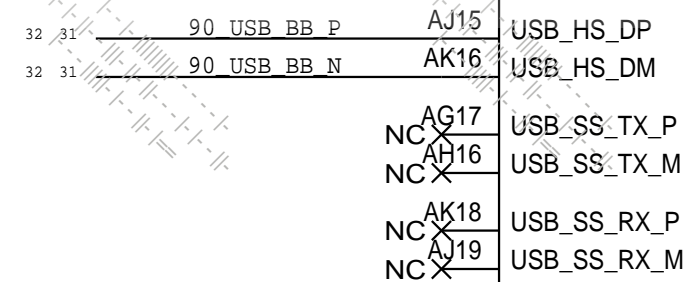 32 31 90_USB_BB_P AJ15 USB_HS_DP
32 31 90_USB_BB_N AK16 USB_HS_DM
NC AG17 USB_SS_TX_P
NC AH16 USB_SS_TX_M
NC AK18 USB_SS_RX_P
NC AJ19 USB_SS_RX_M